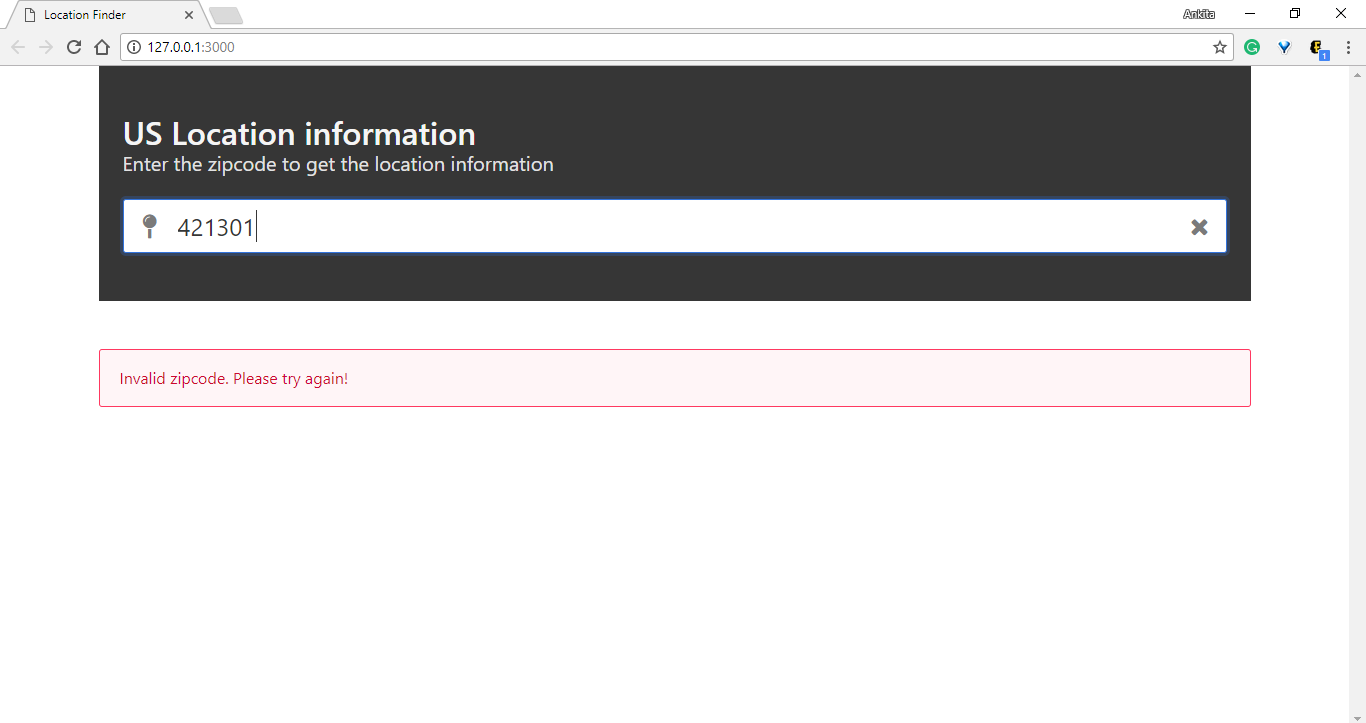 Location Finder
Ankita
127.0.0.1:3000
1
US Location information
Enter the zipcode to get the location information
421301
Invalid zipcode. Please try again!